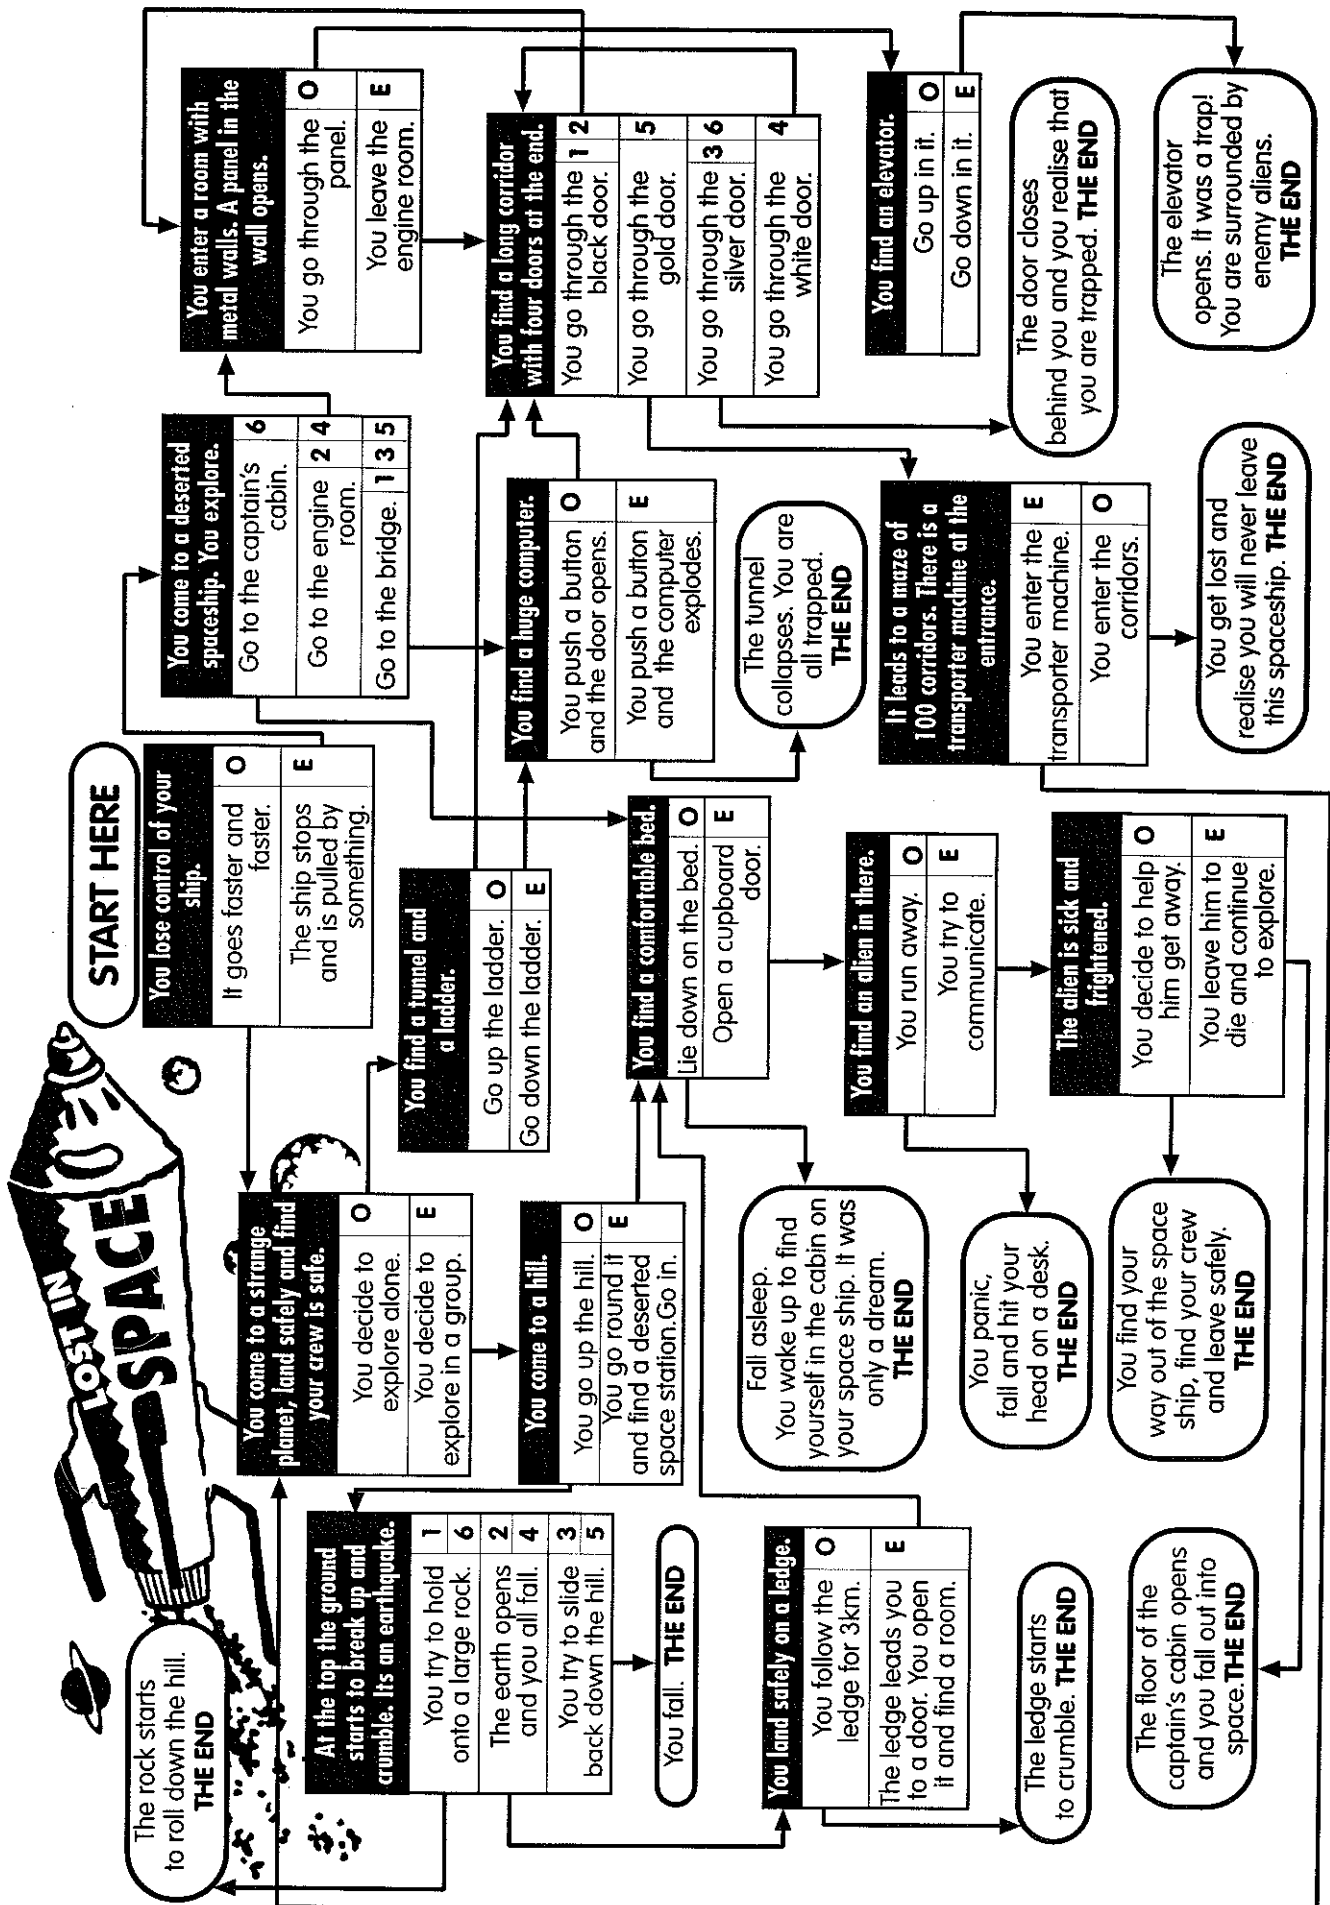 LOST IN
SPACE
START HERE
You lose control of your
ship.
It goes faster and
faster.
O
The ship stops
and is pulled by
something.
E
You come to a strange
planet, land safely and find
your crew is safe.
You decide to
explore alone.
O
You decide to
explore in a group.
E
You come to a deserted
spaceship. You explore.
Go to the captain's
cabin.
6
Go to the engine
room.
2 4
Go to the bridge.
1 3 5
You enter a room with
metal walls. A panel in the
wall opens.
You go through the
panel.
O
You leave the
engine room.
E
You find a tunnel and
a ladder.
Go up the ladder. O
Go down the ladder. E
You find a huge computer.
You push a button
and the door opens.
O
You push a button
and the computer
explodes.
E
You find a long corridor
with four doors at the end.
You go through the
black door.
1 2
You go through the
gold door.
5
You go through the
silver door.
3 6
You go through the
white door.
4
The rock starts
to roll down the hill.
THE END
At the top the ground
starts to break up and
crumble. Its an earthquake.
You try to hold
onto a large rock.
1
6
The earth opens
and you all fall.
2
4
You try to slide
back down the hill.
3
5
You come to a hill.
You go up the hill. O
You go round it
and find a deserted
space station.Go in.
E
You find a comfortable bed.
Lie down on the bed. O
Open a cupboard
door.
E
The tunnel
collapses. You are
all trapped.
THE END
You find an elevator.
Go up in it. O
Go down in it. E
You fall. THE END
You land safely on a ledge.
You follow the
ledge for 3km.
O
The ledge leads you
to a door. You open
it and find a room.
E
Fall asleep.
You wake up to find
yourself in the cabin on
your space ship. It was
only a dream.
THE END
You find an alien in there.
You run away. O
You try to
communicate.
E
It leads to a maze of
100 corridors. There is a
transporter machine at the
entrance.
You enter the
transporter machine.
E
You enter the
corridors.
O
The door closes
behind you and you realise that
you are trapped. THE END
The ledge starts
to crumble. THE END
You panic,
fall and hit your
head on a desk.
THE END
The alien is sick and
frightened.
You decide to help
him get away.
O
You leave him to
die and continue
to explore.
E
The elevator
opens. It was a trap!
You are surrounded by
enemy aliens.
THE END
The floor of the
captain's cabin opens
and you fall out into
space.THE END
You find your
way out of the space
ship, find your crew
and leave safely.
THE END
You get lost and
realise you will never leave
this spaceship. THE END